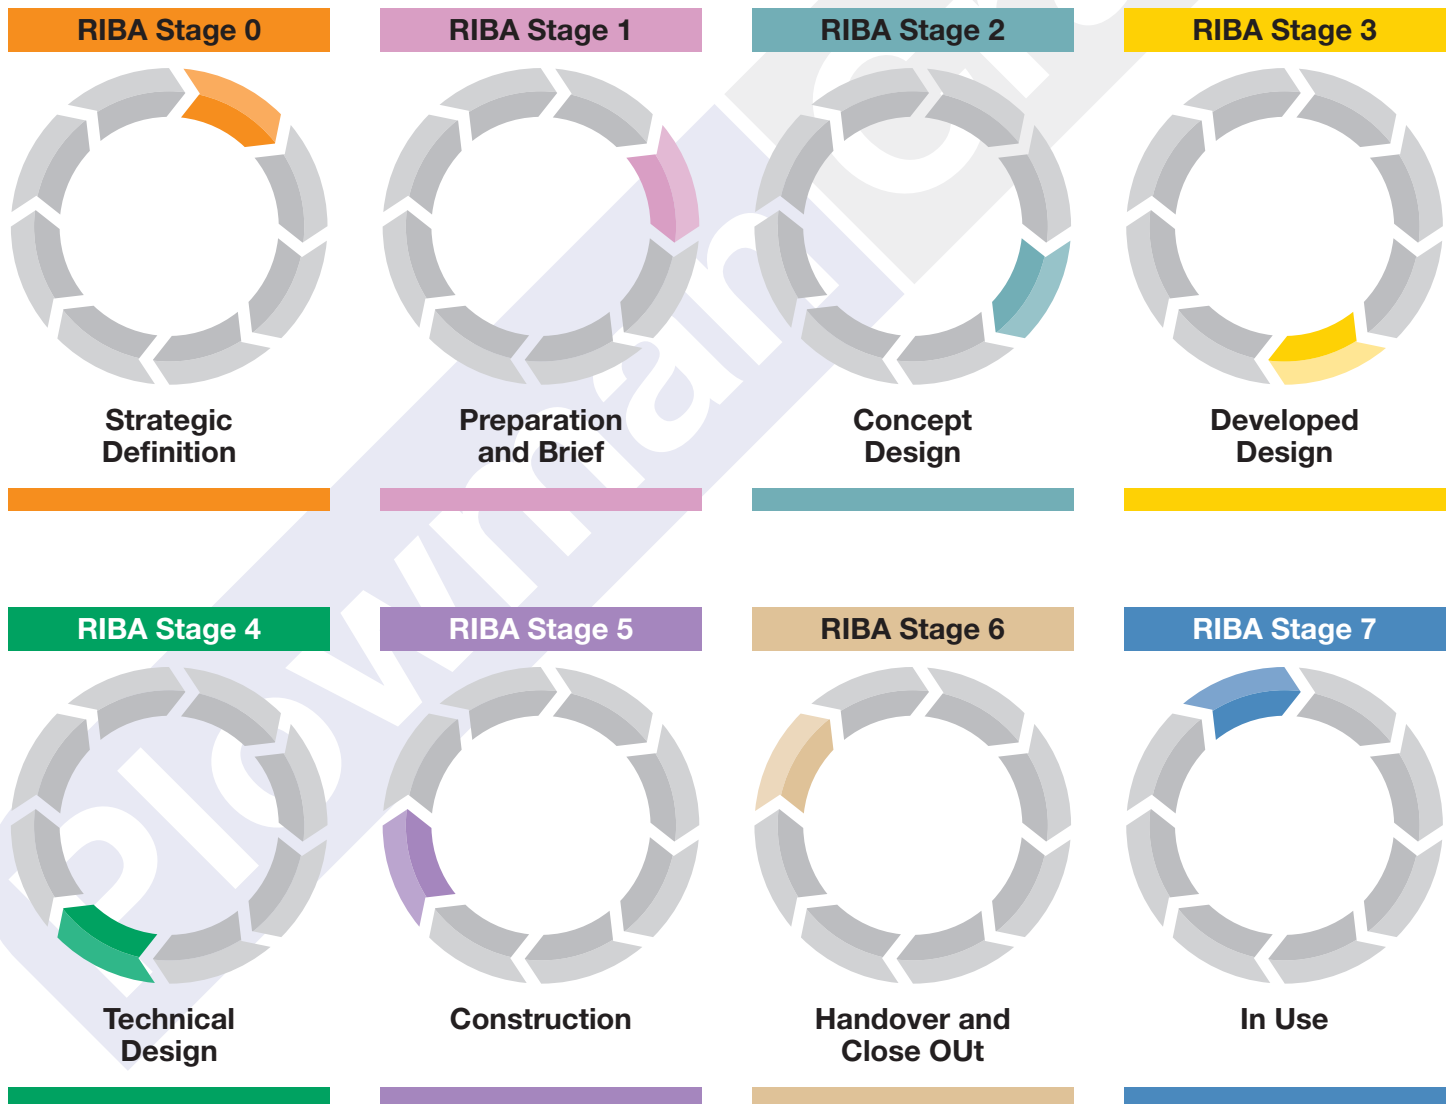 RIBA Stage 0
RIBA Stage 1
RIBA Stage 2
RIBA Stage 3
Strategic
Definition
Preparation
and Brief
Concept
Design
Developed
Design
RIBA Stage 4
RIBA Stage 5
RIBA Stage 6
RIBA Stage 7
Technical
Design
Construction
Handover and
Close OUt
In Use
Plowman